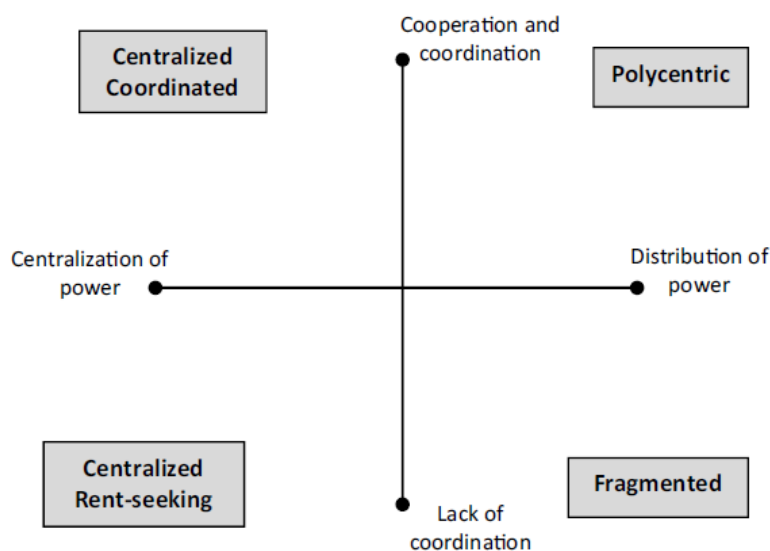 Cooperation and
coordination
Centralized
Coordinated
Polycentric
Centralization of
power
Distribution of
power
Centralized
Rent-seeking
Fragmented
Lack of
coordination